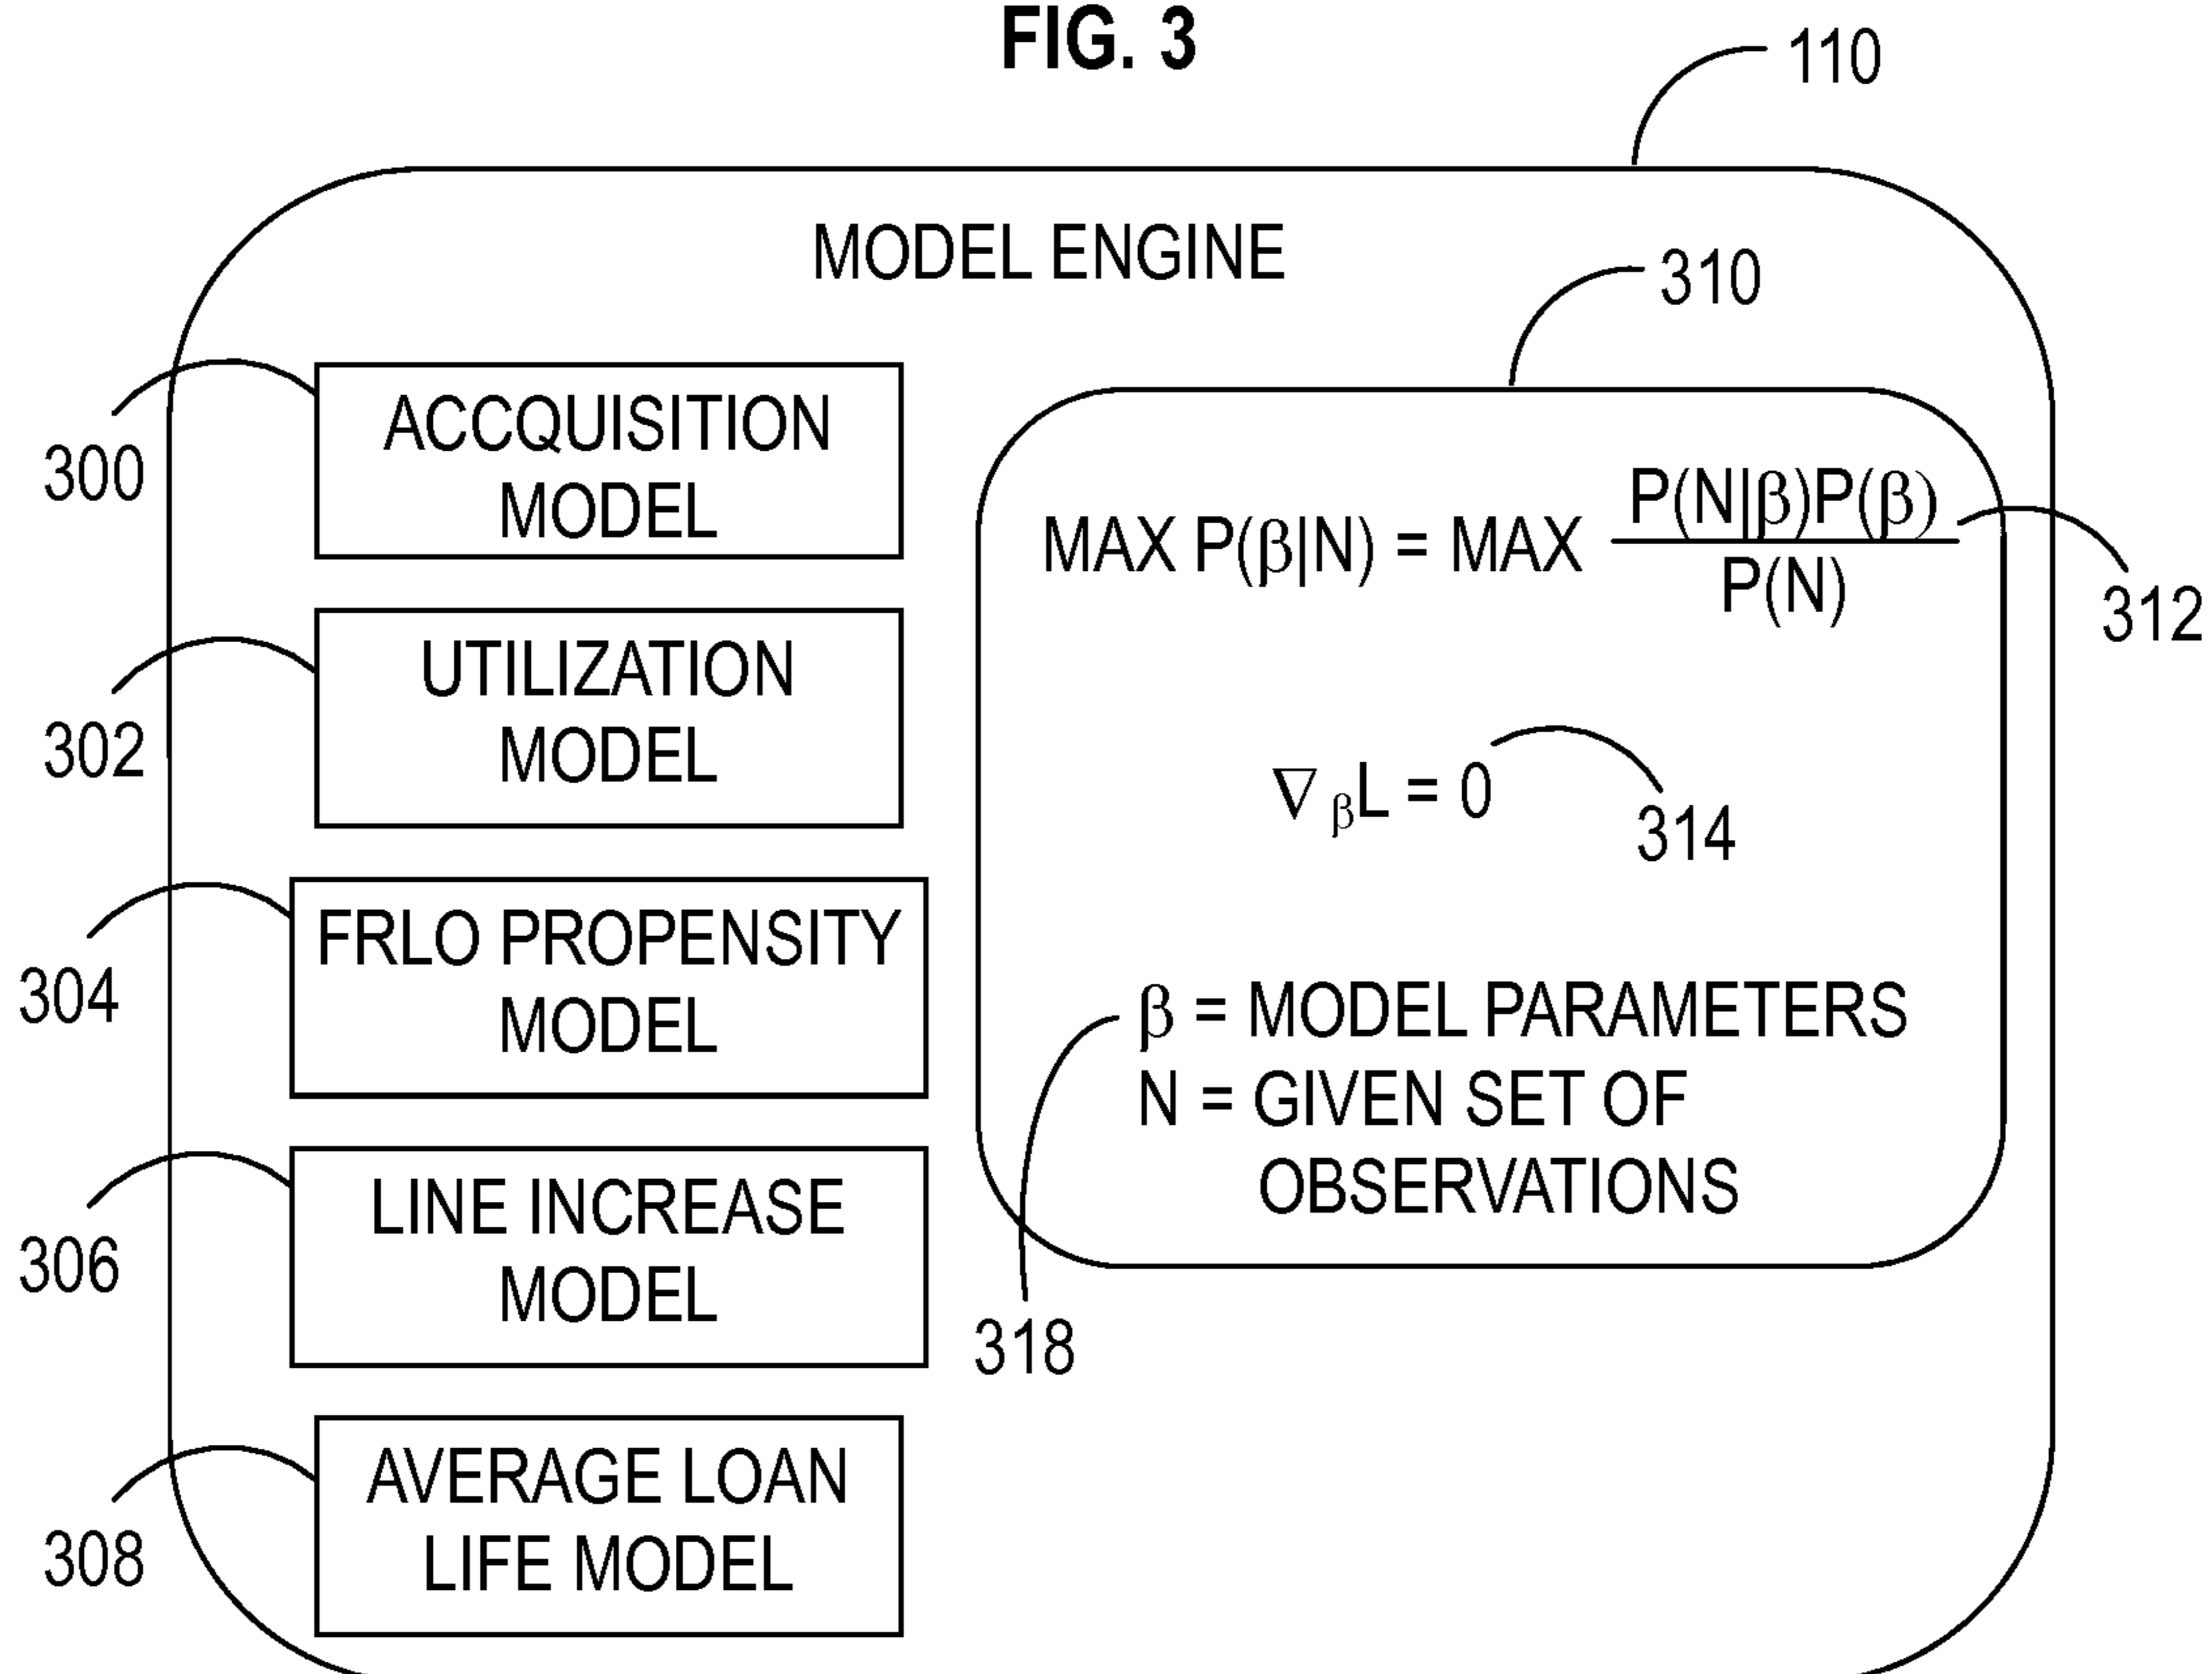 FIG. 3
110
MODEL ENGINE
310
300
ACCQUISITION
MODEL
302
UTILIZATION
MODEL
304
FRLO PROPENSITY
MODEL
306
LINE INCREASE
MODEL
308
AVERAGE LOAN
LIFE MODEL
MAX P(β|N) = MAX P(N|β)P(β)
P(N)
312
∇βL = 0
314
β = MODEL PARAMETERS
N = GIVEN SET OF
OBSERVATIONS
318